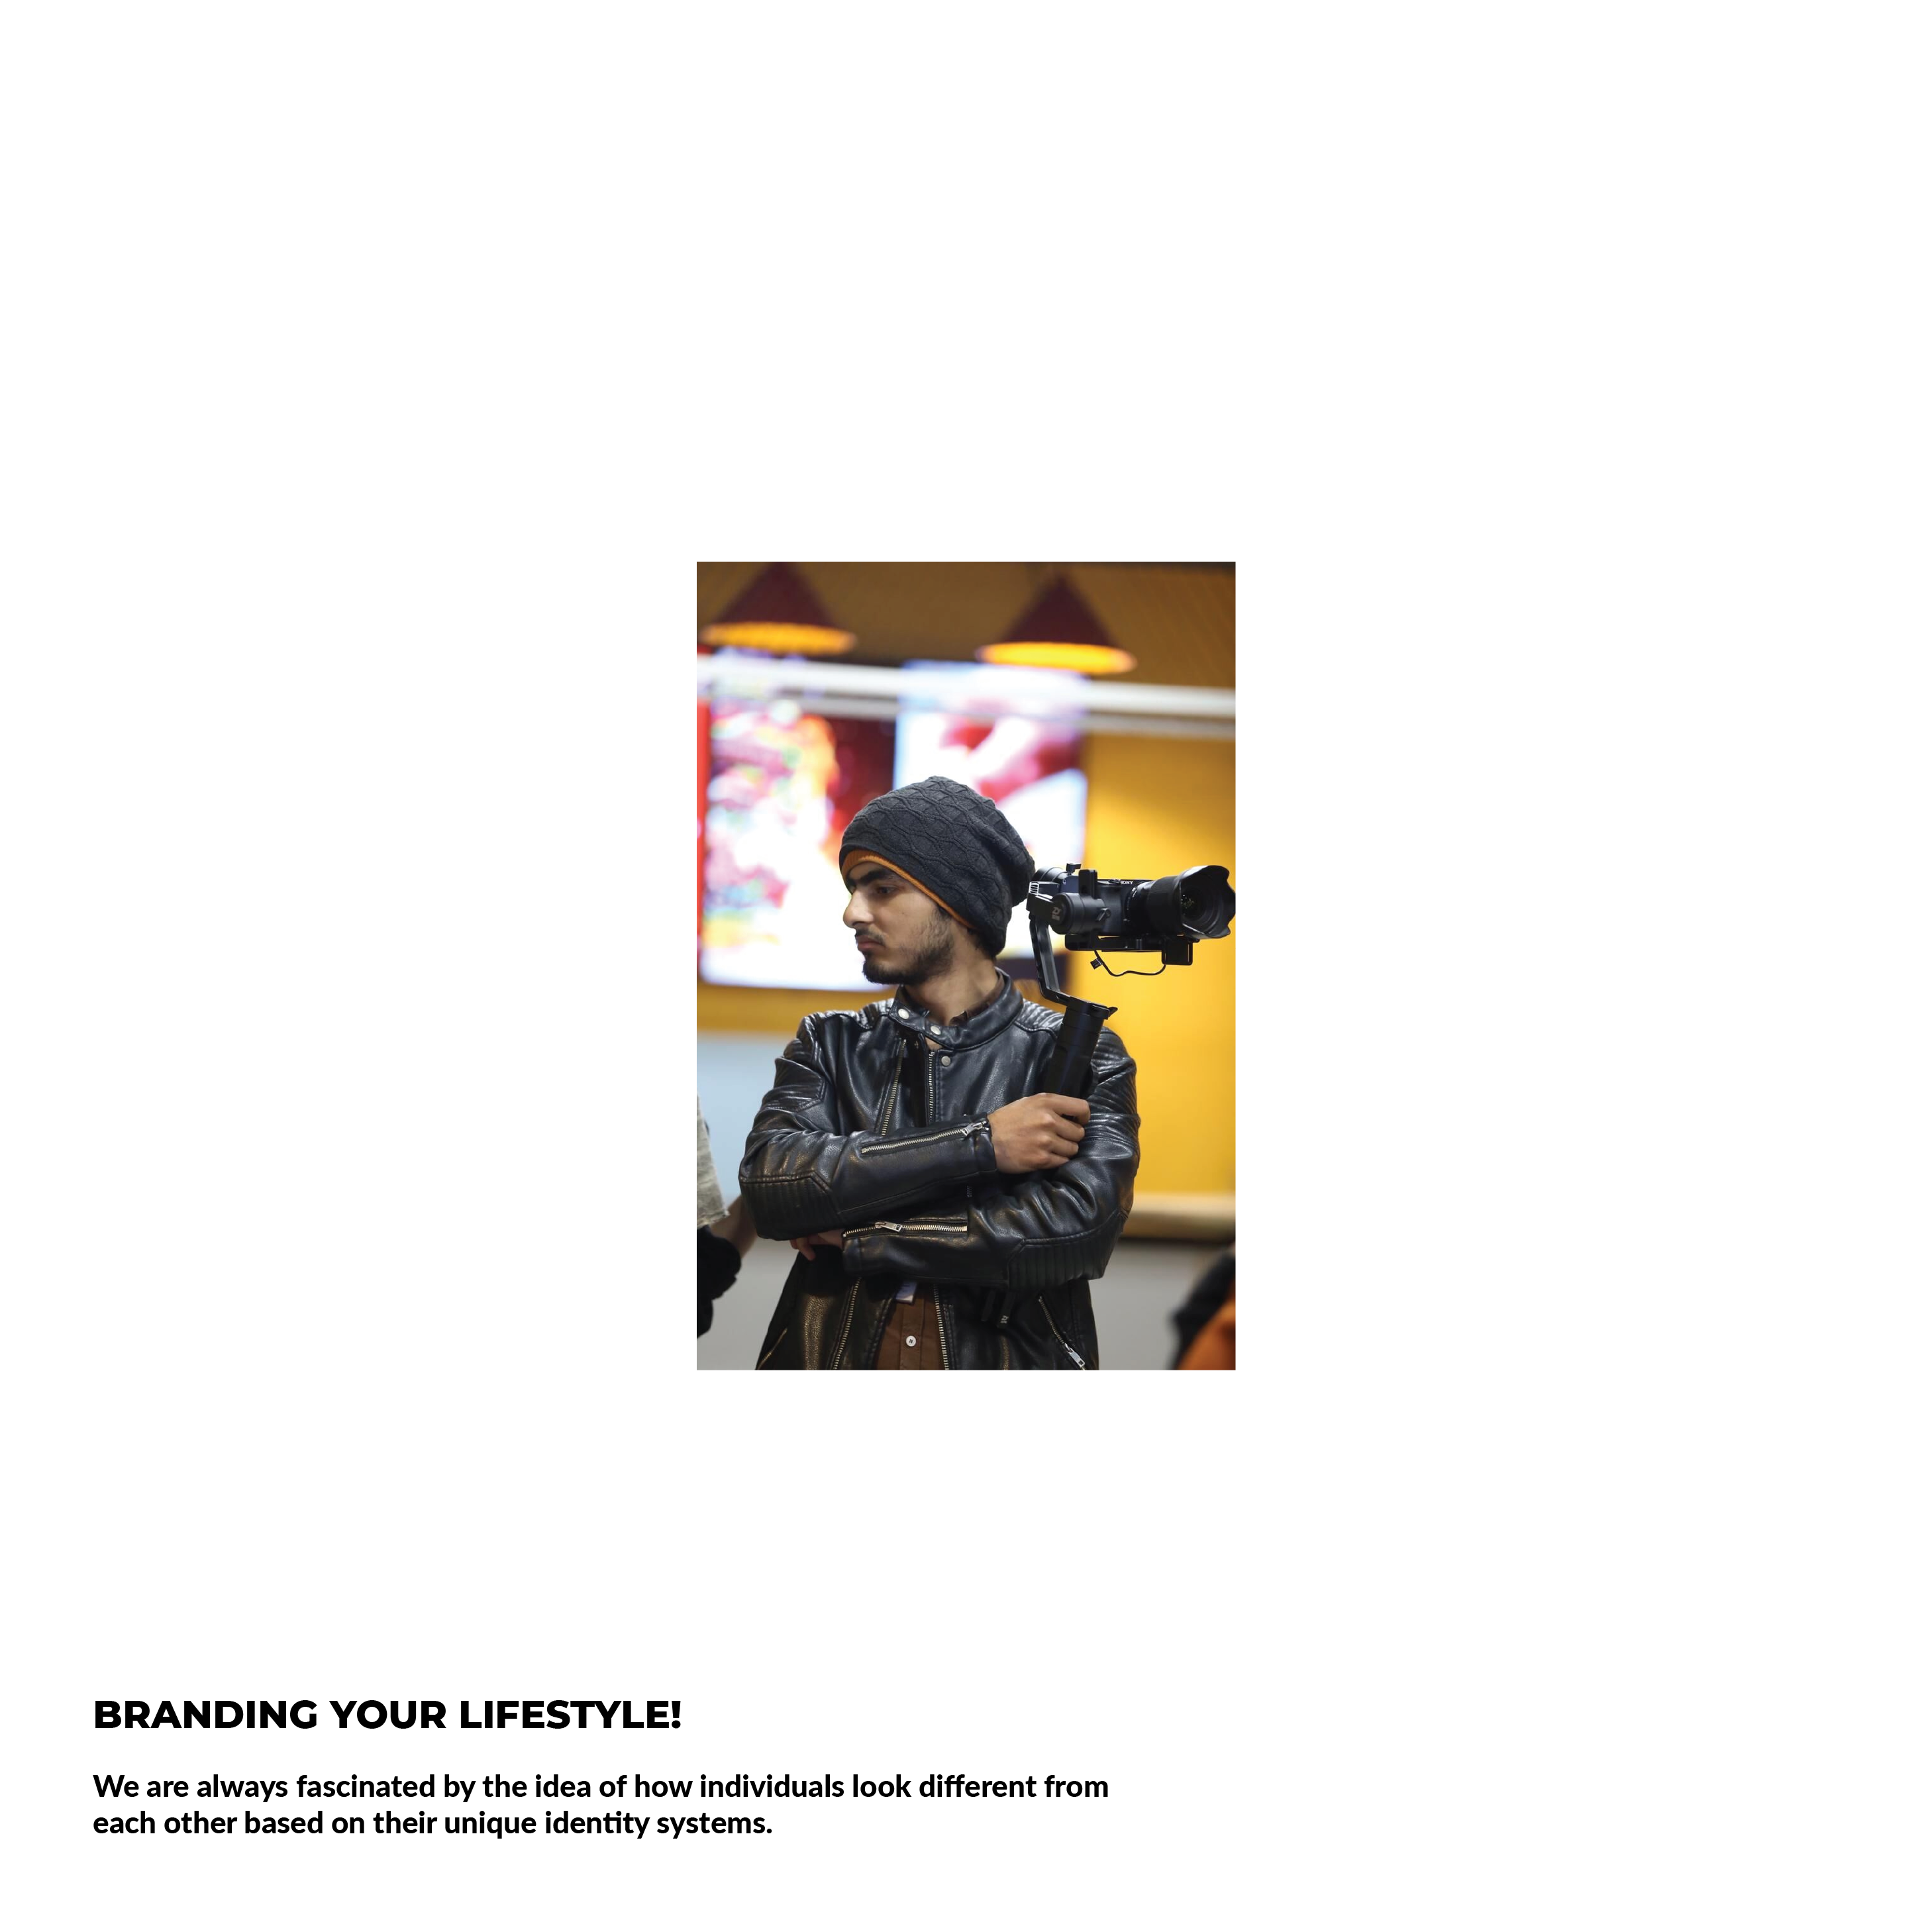 SONY
BRANDING YOUR LIFESTYLE!
We are always fascinated by the idea of how individuals look different from
each other based on their unique identity systems.